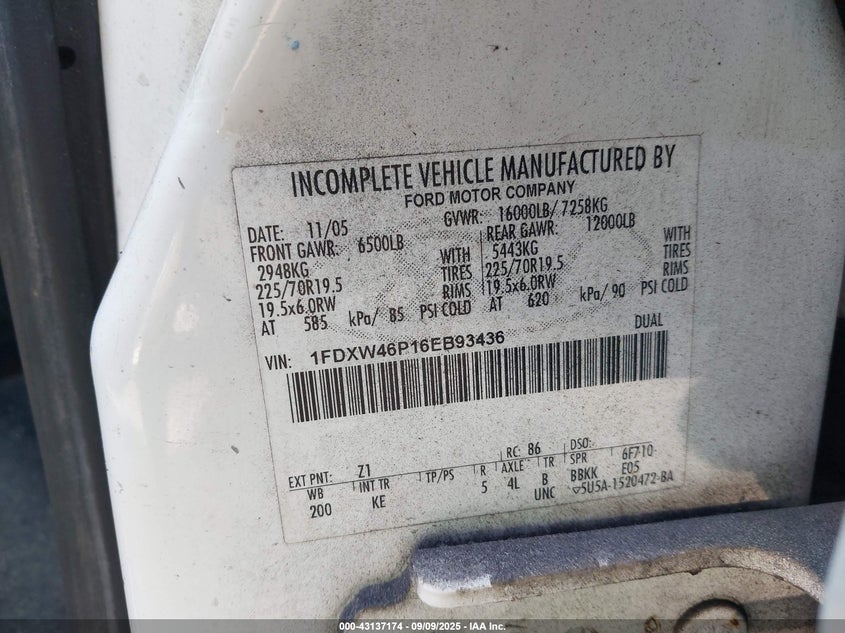 INCOMPLETE VEHICLE MANUFACTURED BY
FORD MOTOR COMPANY
DATE: 11/05 GVWR: 16000LB/ 7258KG
FRONT GAWR: 6500LB REAR GAWR: 12000LB
2948KG WITH 5443KG WITH
225/70R19.5 TIRES 225/70R19.5 TIRES
19.5x6.0RW RIMS 19.5x6.0RW RIMS
AT 585 kPa/ 85 PSI COLD AT 620 kPa/ 90 PSI COLD
DUAL
VIN: 1FDXW46P16EB93436
EXT PNT: Z1 RC: 86 DSO:
WB INT TR TP/PS R AXLE TR SPR 6F710-
200 KE 5 4L B BBKK E05
UNC ▽5U5A-1520472-BA
000-43137174 - 09/09/2025 - IAA Inc.